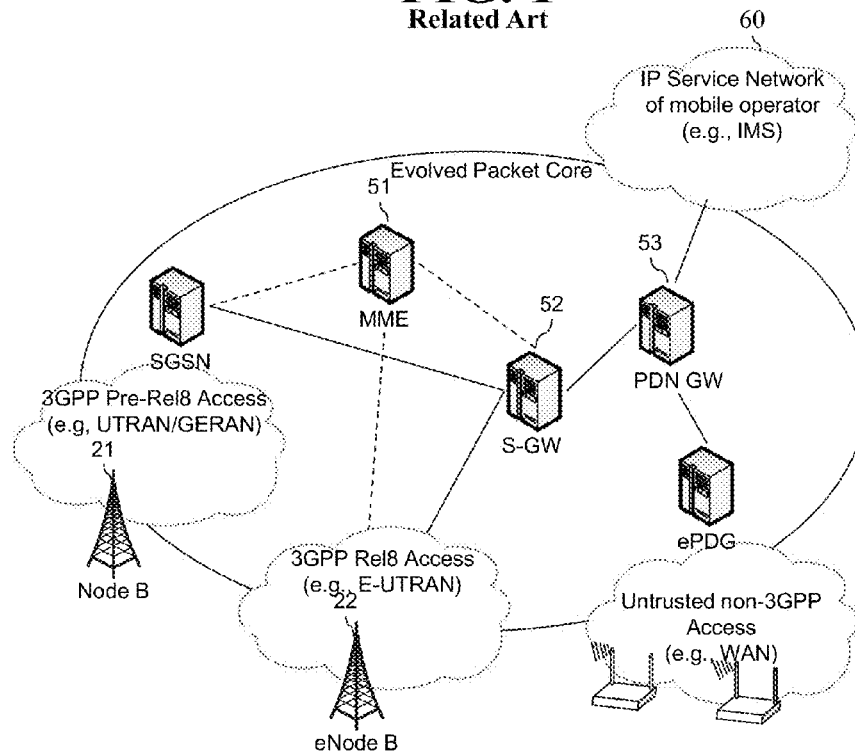 FIG. 1
Related Art
60
IP Service Network
of mobile operator
(e.g., IMS)
Evolved Packet Core
51
MME
SGSN
53
PDN GW
52
S-GW
3GPP Pre-Rel8 Access
(e.g, UTRAN/GERAN)
21
Node B
ePDG
3GPP Rel8 Access
(e.g., E-UTRAN)
22
eNode B
Untrusted non-3GPP
Access
(e.g., WAN)